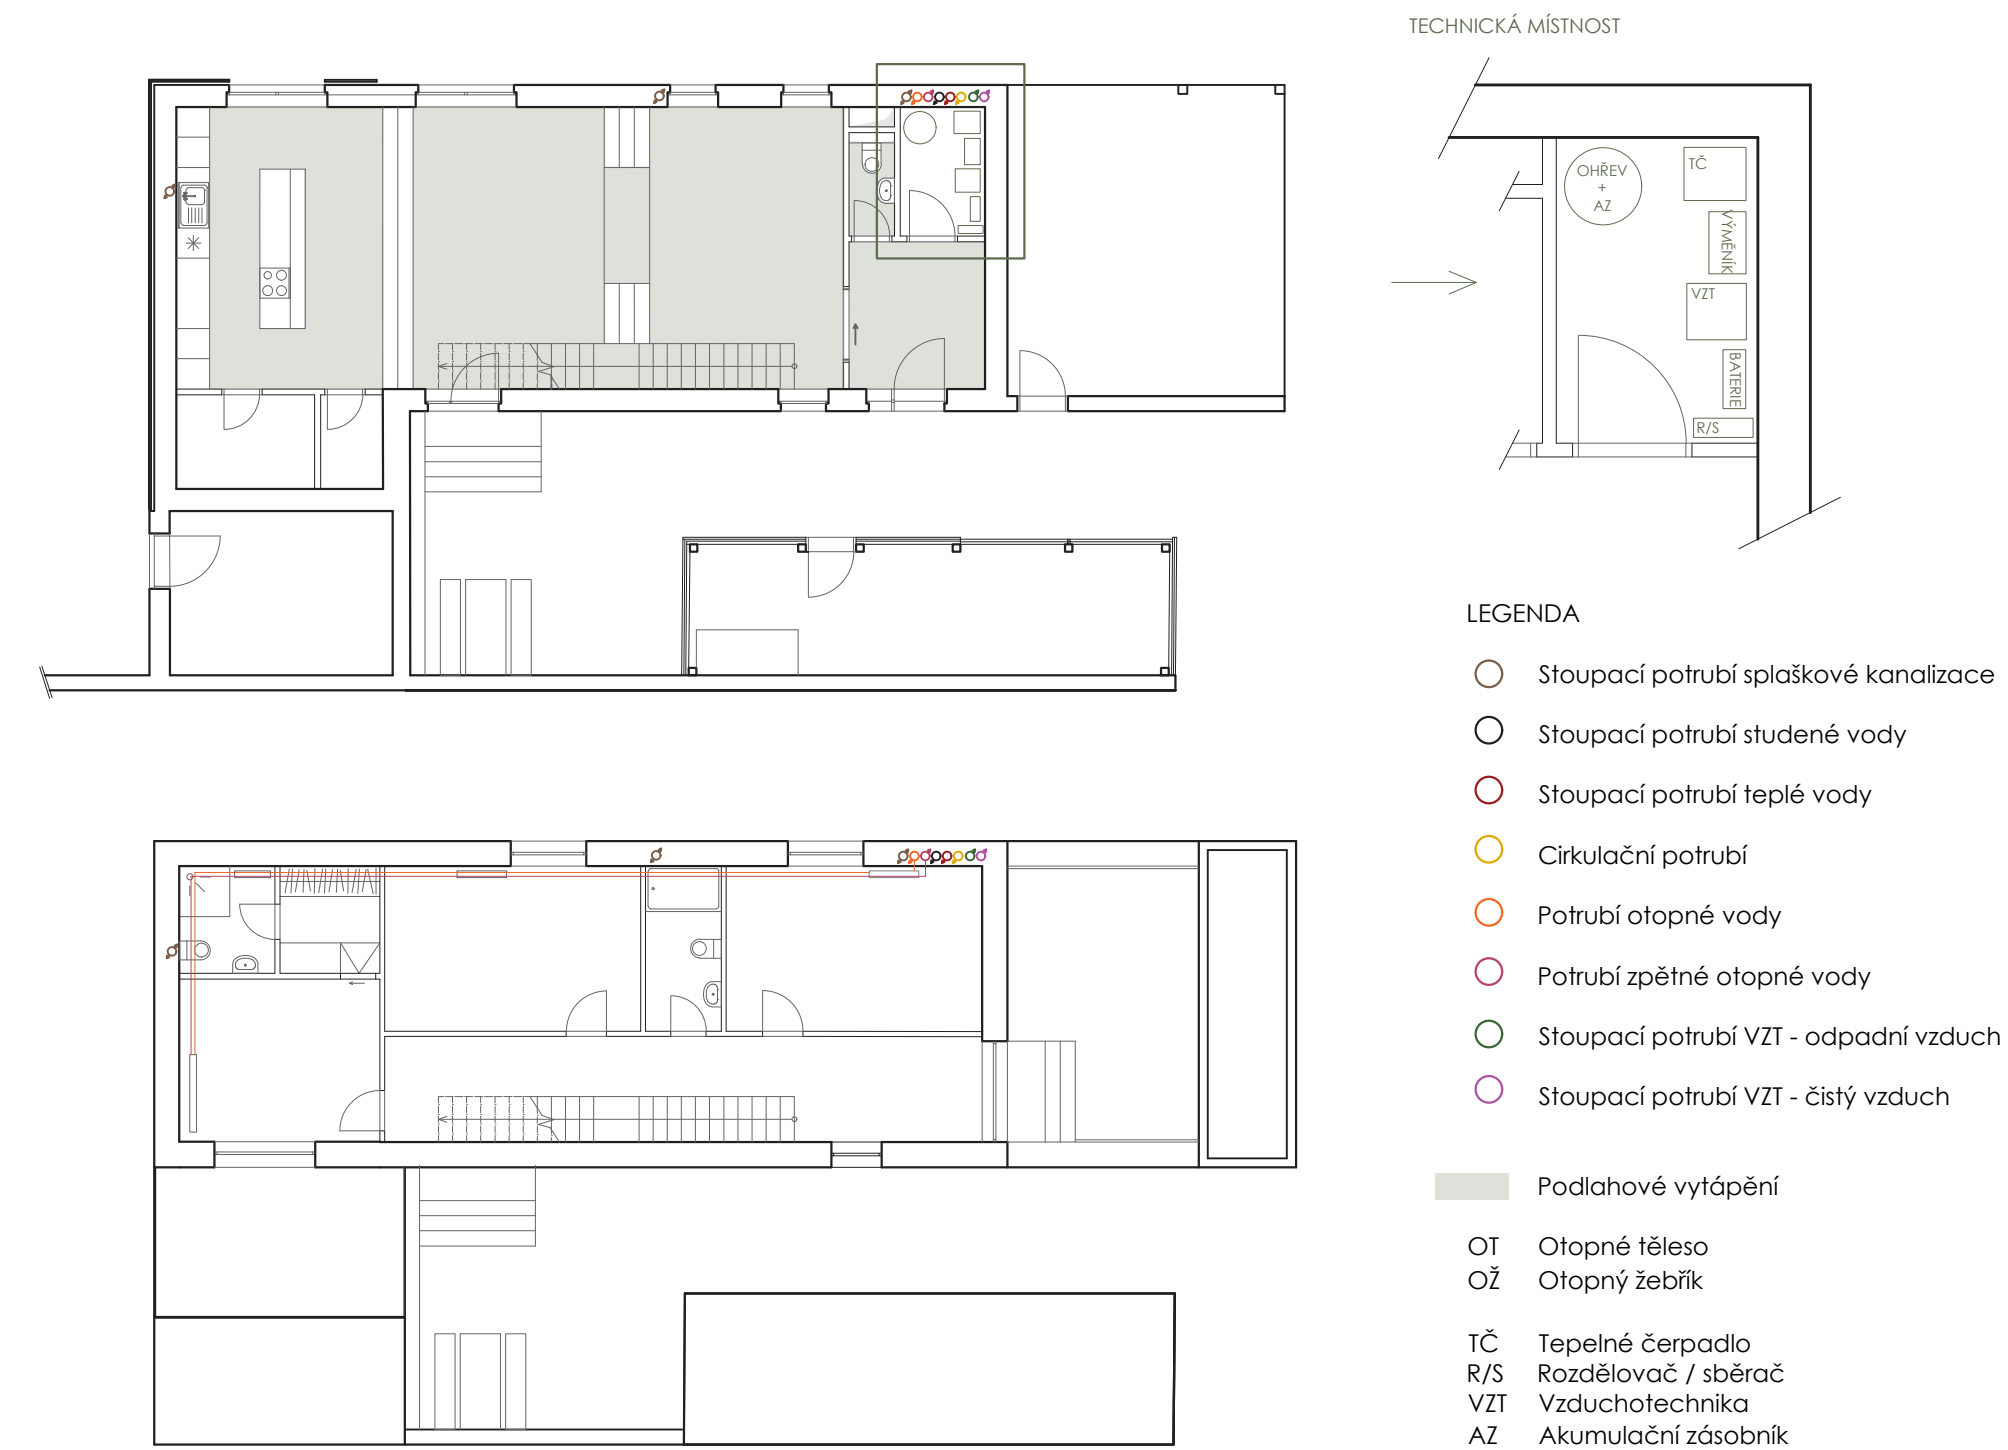 TECHNICKÁ MÍSTNOST
OHŘEV
+
AZ
TČ
VÝMĚNÍK
VZT
BATERIE
R/S
LEGENDA
Stoupací potrubí splaškové kanalizace
Stoupací potrubí studené vody
Stoupací potrubí teplé vody
Cirkulační potrubí
Potrubí otopné vody
Potrubí zpětné otopné vody
Stoupací potrubí VZT - odpadní vzduch
Stoupací potrubí VZT - čistý vzduch
Podlahové vytápění
OT Otopné těleso
OŽ Otopný žebřík
TČ Tepelné čerpadlo
R/S Rozdělovač / sběrač
VZT Vzduchotechnika
AZ Akumulační zásobník